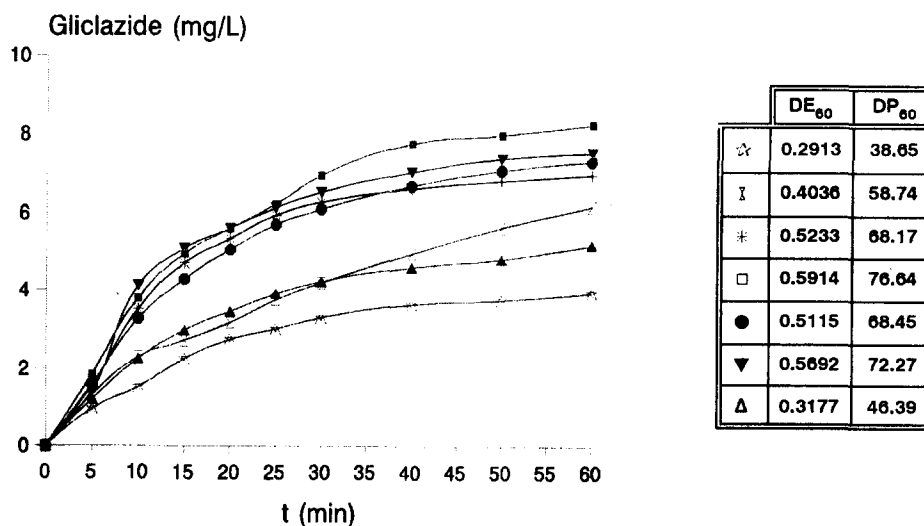 Gliclazide (mg/L)
10
8
6
4
2
0
0 5 10 15 20 25 30 35 40 45 50 55 60
t (min)
DE60 DP60
☆ 0.2913 38.65
0.4036 58.74
* 0.5233 68.17
□ 0.5914 76.64
● 0.5115 68.45
▼ 0.5692 72.27
Δ 0.3177 46.39